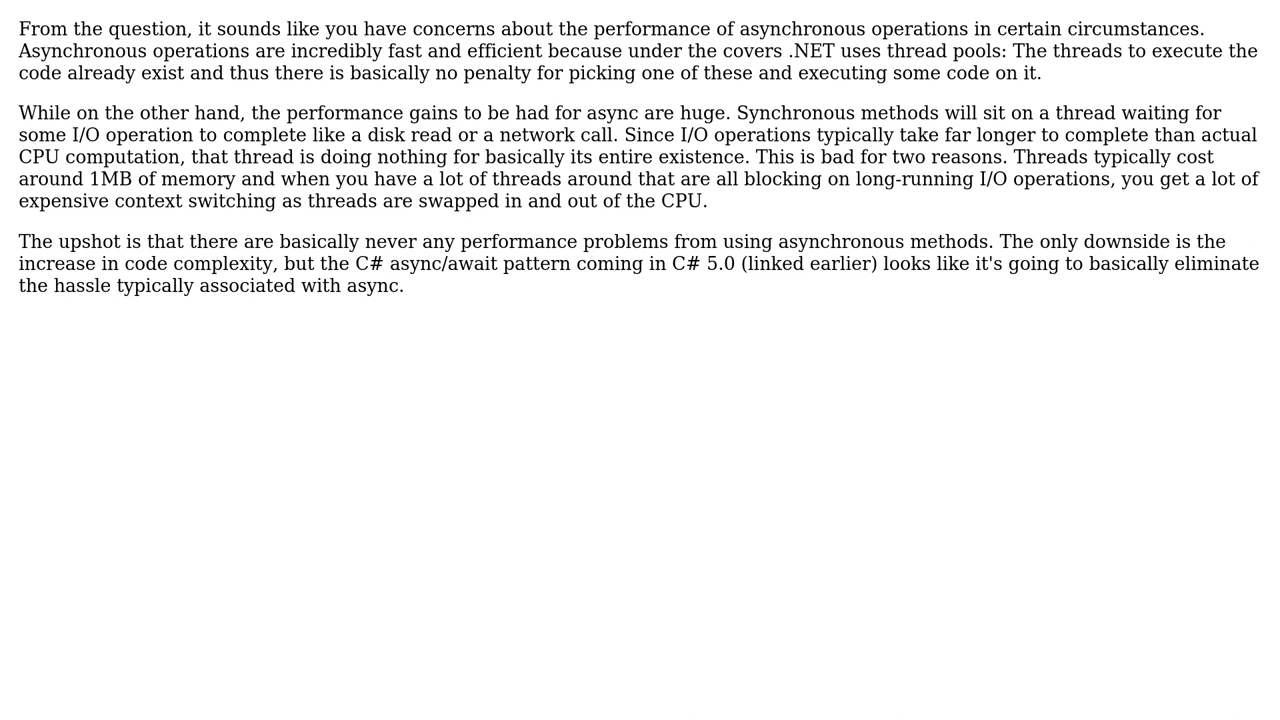 From the question, it sounds like you have concerns about the performance of asynchronous operations in certain circumstances.
Asynchronous operations are incredibly fast and efficient because under the covers .NET uses thread pools: The threads to execute the
code already exist and thus there is basically no penalty for picking one of these and executing some code on it.
While on the other hand, the performance gains to be had for async are huge. Synchronous methods will sit on a thread waiting for
some I/O operation to complete like a disk read or a network call. Since I/O operations typically take far longer to complete than actual
CPU computation, that thread is doing nothing for basically its entire existence. This is bad for two reasons. Threads typically cost
around 1MB of memory and when you have a lot of threads around that are all blocking on long-running I/O operations, you get a lot of
expensive context switching as threads are swapped in and out of the CPU.
The upshot is that there are basically never any performance problems from using asynchronous methods. The only downside is the
increase in code complexity, but the C# async/await pattern coming in C# 5.0 (linked earlier) looks like it's going to basically eliminate
the hassle typically associated with async.